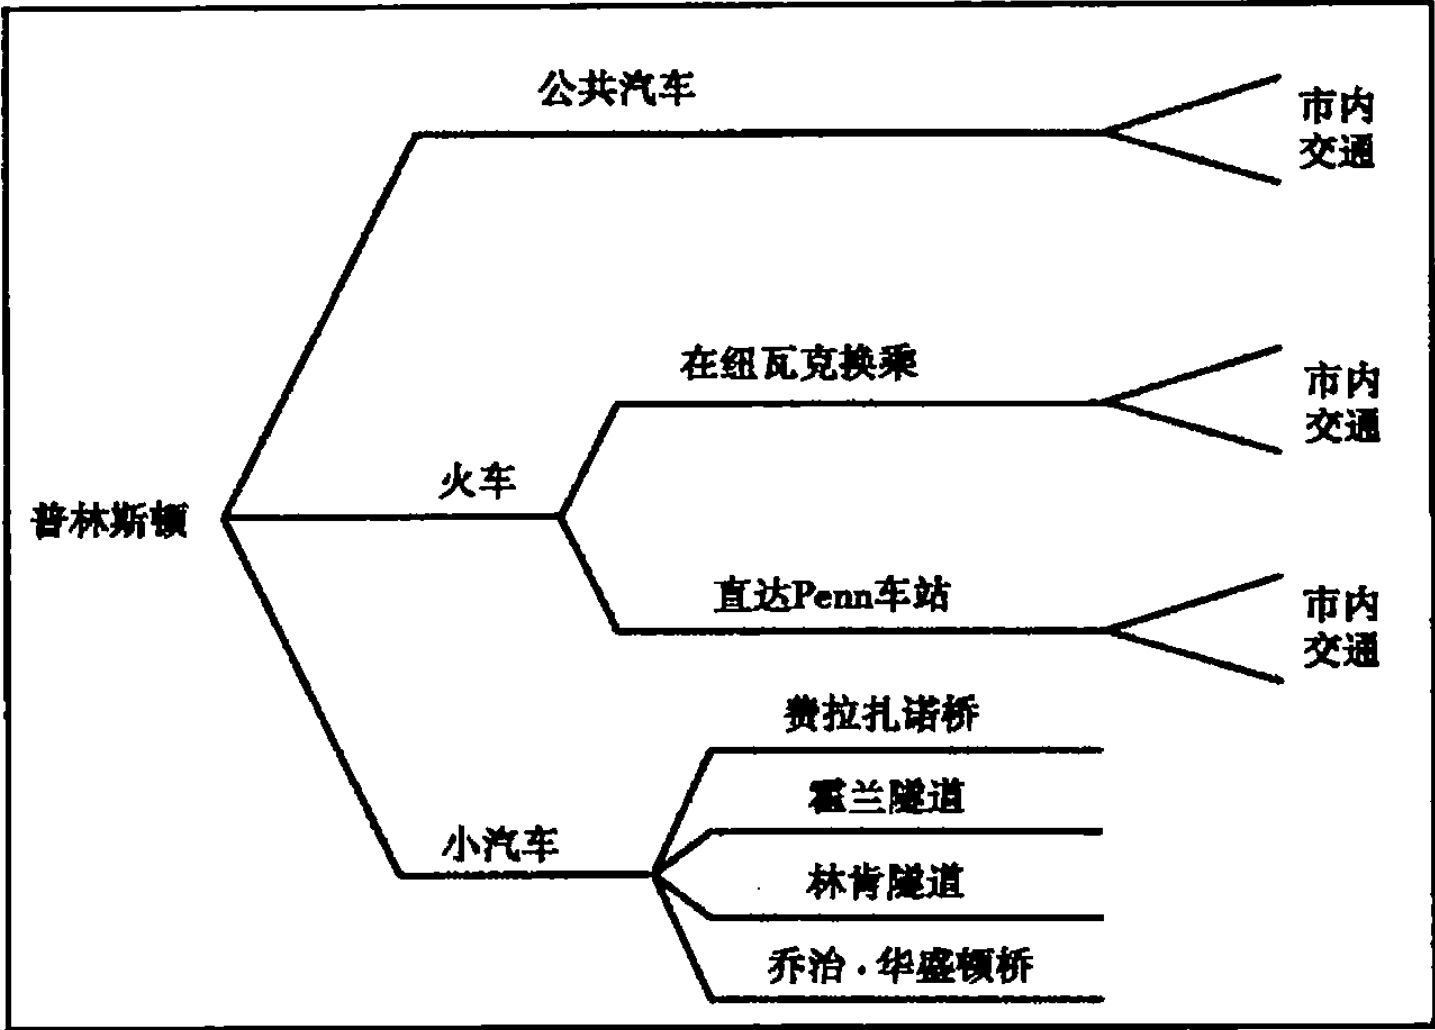 公共汽车
市内
交通
在纽瓦克换乘
市内
交通
火车
普林斯顿
直达Penn车站
市内
交通
费拉扎诺桥
霍兰隧道
小汽车
林肯隧道
乔治·华盛顿桥